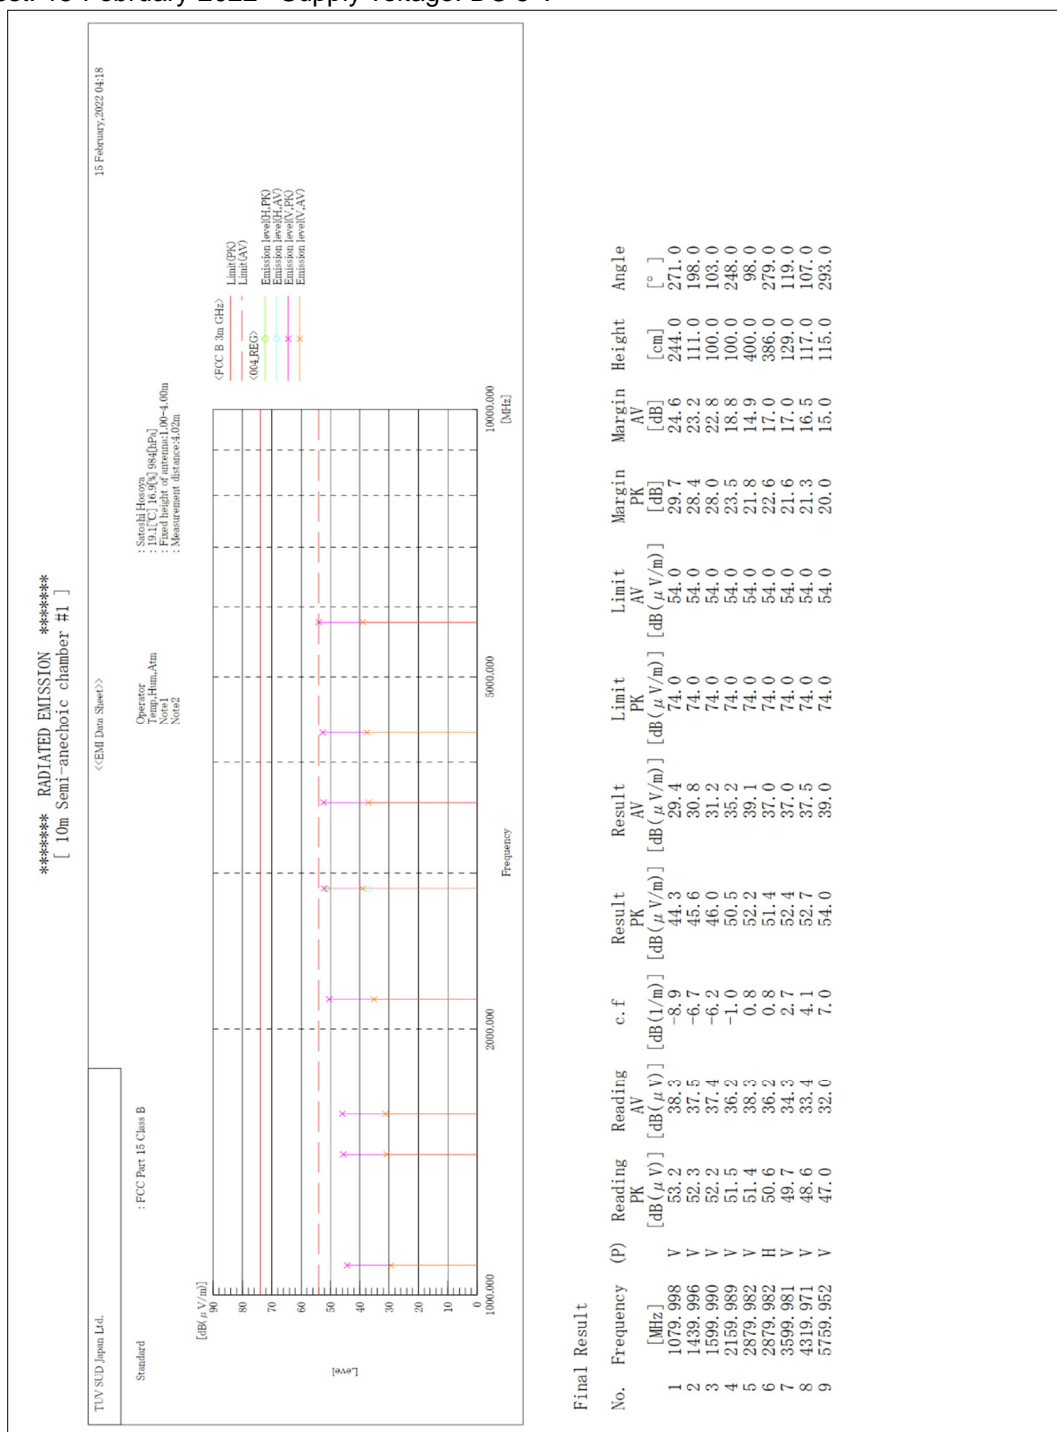 ****** RADIATED EMISSION *******
[ 10m Semi-anechoic chamber #1 ]
TUV SUD Japan Ltd.
<<EMI Data Sheet>>
15 February,2022 04:18
Standard : FCC Part 15 Class B
Operator : Satoshi Hosoya
Temp,Hum,Atm : 19.1[℃] 16.9[%] 984[hPa]
Note1 : Fixed height of antenna:1.00-4.00m
Note2 : Measurement distance:4.02m
<FCC B 3m GHz>
Limit(PK)
Limit(AV)
<004_REG>
Emission level(H,PK)
Emission level(H,AV)
Emission level(V,PK)
Emission level(V,AV)
[dB(μV/m)]
90
80
70
60
50
40
30
20
10
0
Level
1000.000 2000.000 5000.000 10000.000
Frequency [MHz]
Final Result
No. Frequency (P) Reading Reading c.f Result Result Limit Limit Margin Margin Height Angle
PK AV PK AV PK AV PK AV
[MHz] [dB(μV)] [dB(μV)] [dB(1/m)] [dB(μV/m)] [dB(μV/m)] [dB(μV/m)] [dB(μV/m)] [dB] [dB] [cm] [°]
1 1079.998 V 53.2 38.3 -8.9 44.3 29.4 74.0 54.0 29.7 24.6 244.0 271.0
2 1439.996 V 52.3 37.5 -6.7 45.6 30.8 74.0 54.0 28.4 23.2 111.0 198.0
3 1599.990 V 52.2 37.4 -6.2 46.0 31.2 74.0 54.0 28.0 22.8 100.0 103.0
4 2159.989 V 51.5 36.2 -1.0 50.5 35.2 74.0 54.0 23.5 18.8 100.0 248.0
5 2879.982 V 51.4 38.3 0.8 52.2 39.1 74.0 54.0 21.8 14.9 400.0 98.0
6 2879.982 H 50.6 36.2 0.8 51.4 37.0 74.0 54.0 22.6 17.0 386.0 279.0
7 3599.981 V 49.7 34.3 2.7 52.4 37.0 74.0 54.0 21.6 17.0 129.0 119.0
8 4319.971 V 48.6 33.4 4.1 52.7 37.5 74.0 54.0 21.3 16.5 117.0 107.0
9 5759.952 V 47.0 32.0 7.0 54.0 39.0 74.0 54.0 20.0 15.0 115.0 293.0